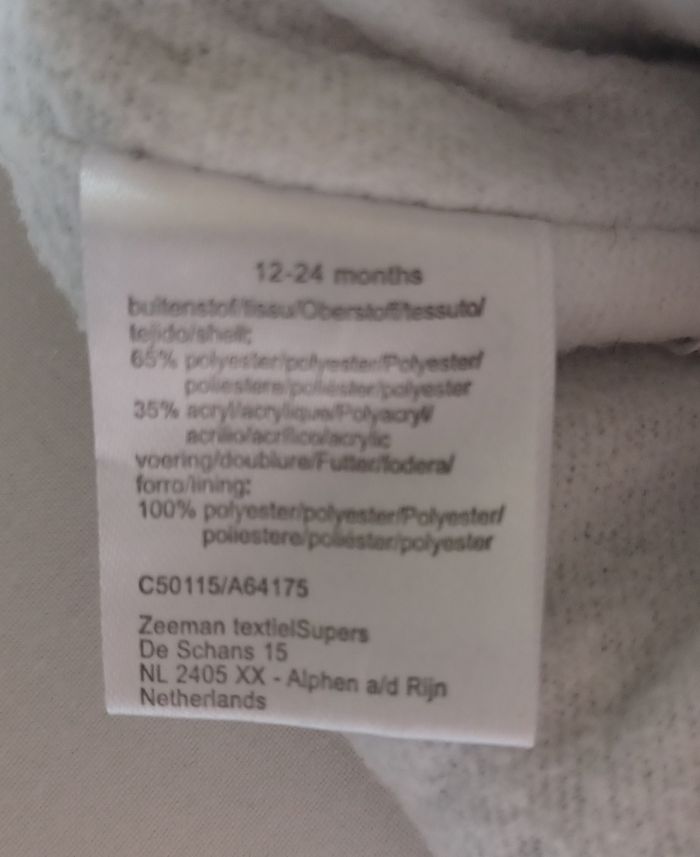 12-24 months
buitenstof/tissu/Oberstoff/tessuto/
tejido/shell:
65% polyester/polyester/Polyester/
poliestere/poliéster/polyester
35% acryl/acrylique/Polyacryl/
acrilico/acrílico/acrylic
voering/doublure/Futter/fodera/
forro/lining:
100% polyester/polyester/Polyester/
poliestere/poliéster/polyester
C50115/A64175
Zeeman textielSupers
De Schans 15
NL 2405 XX - Alphen a/d Rijn
Netherlands